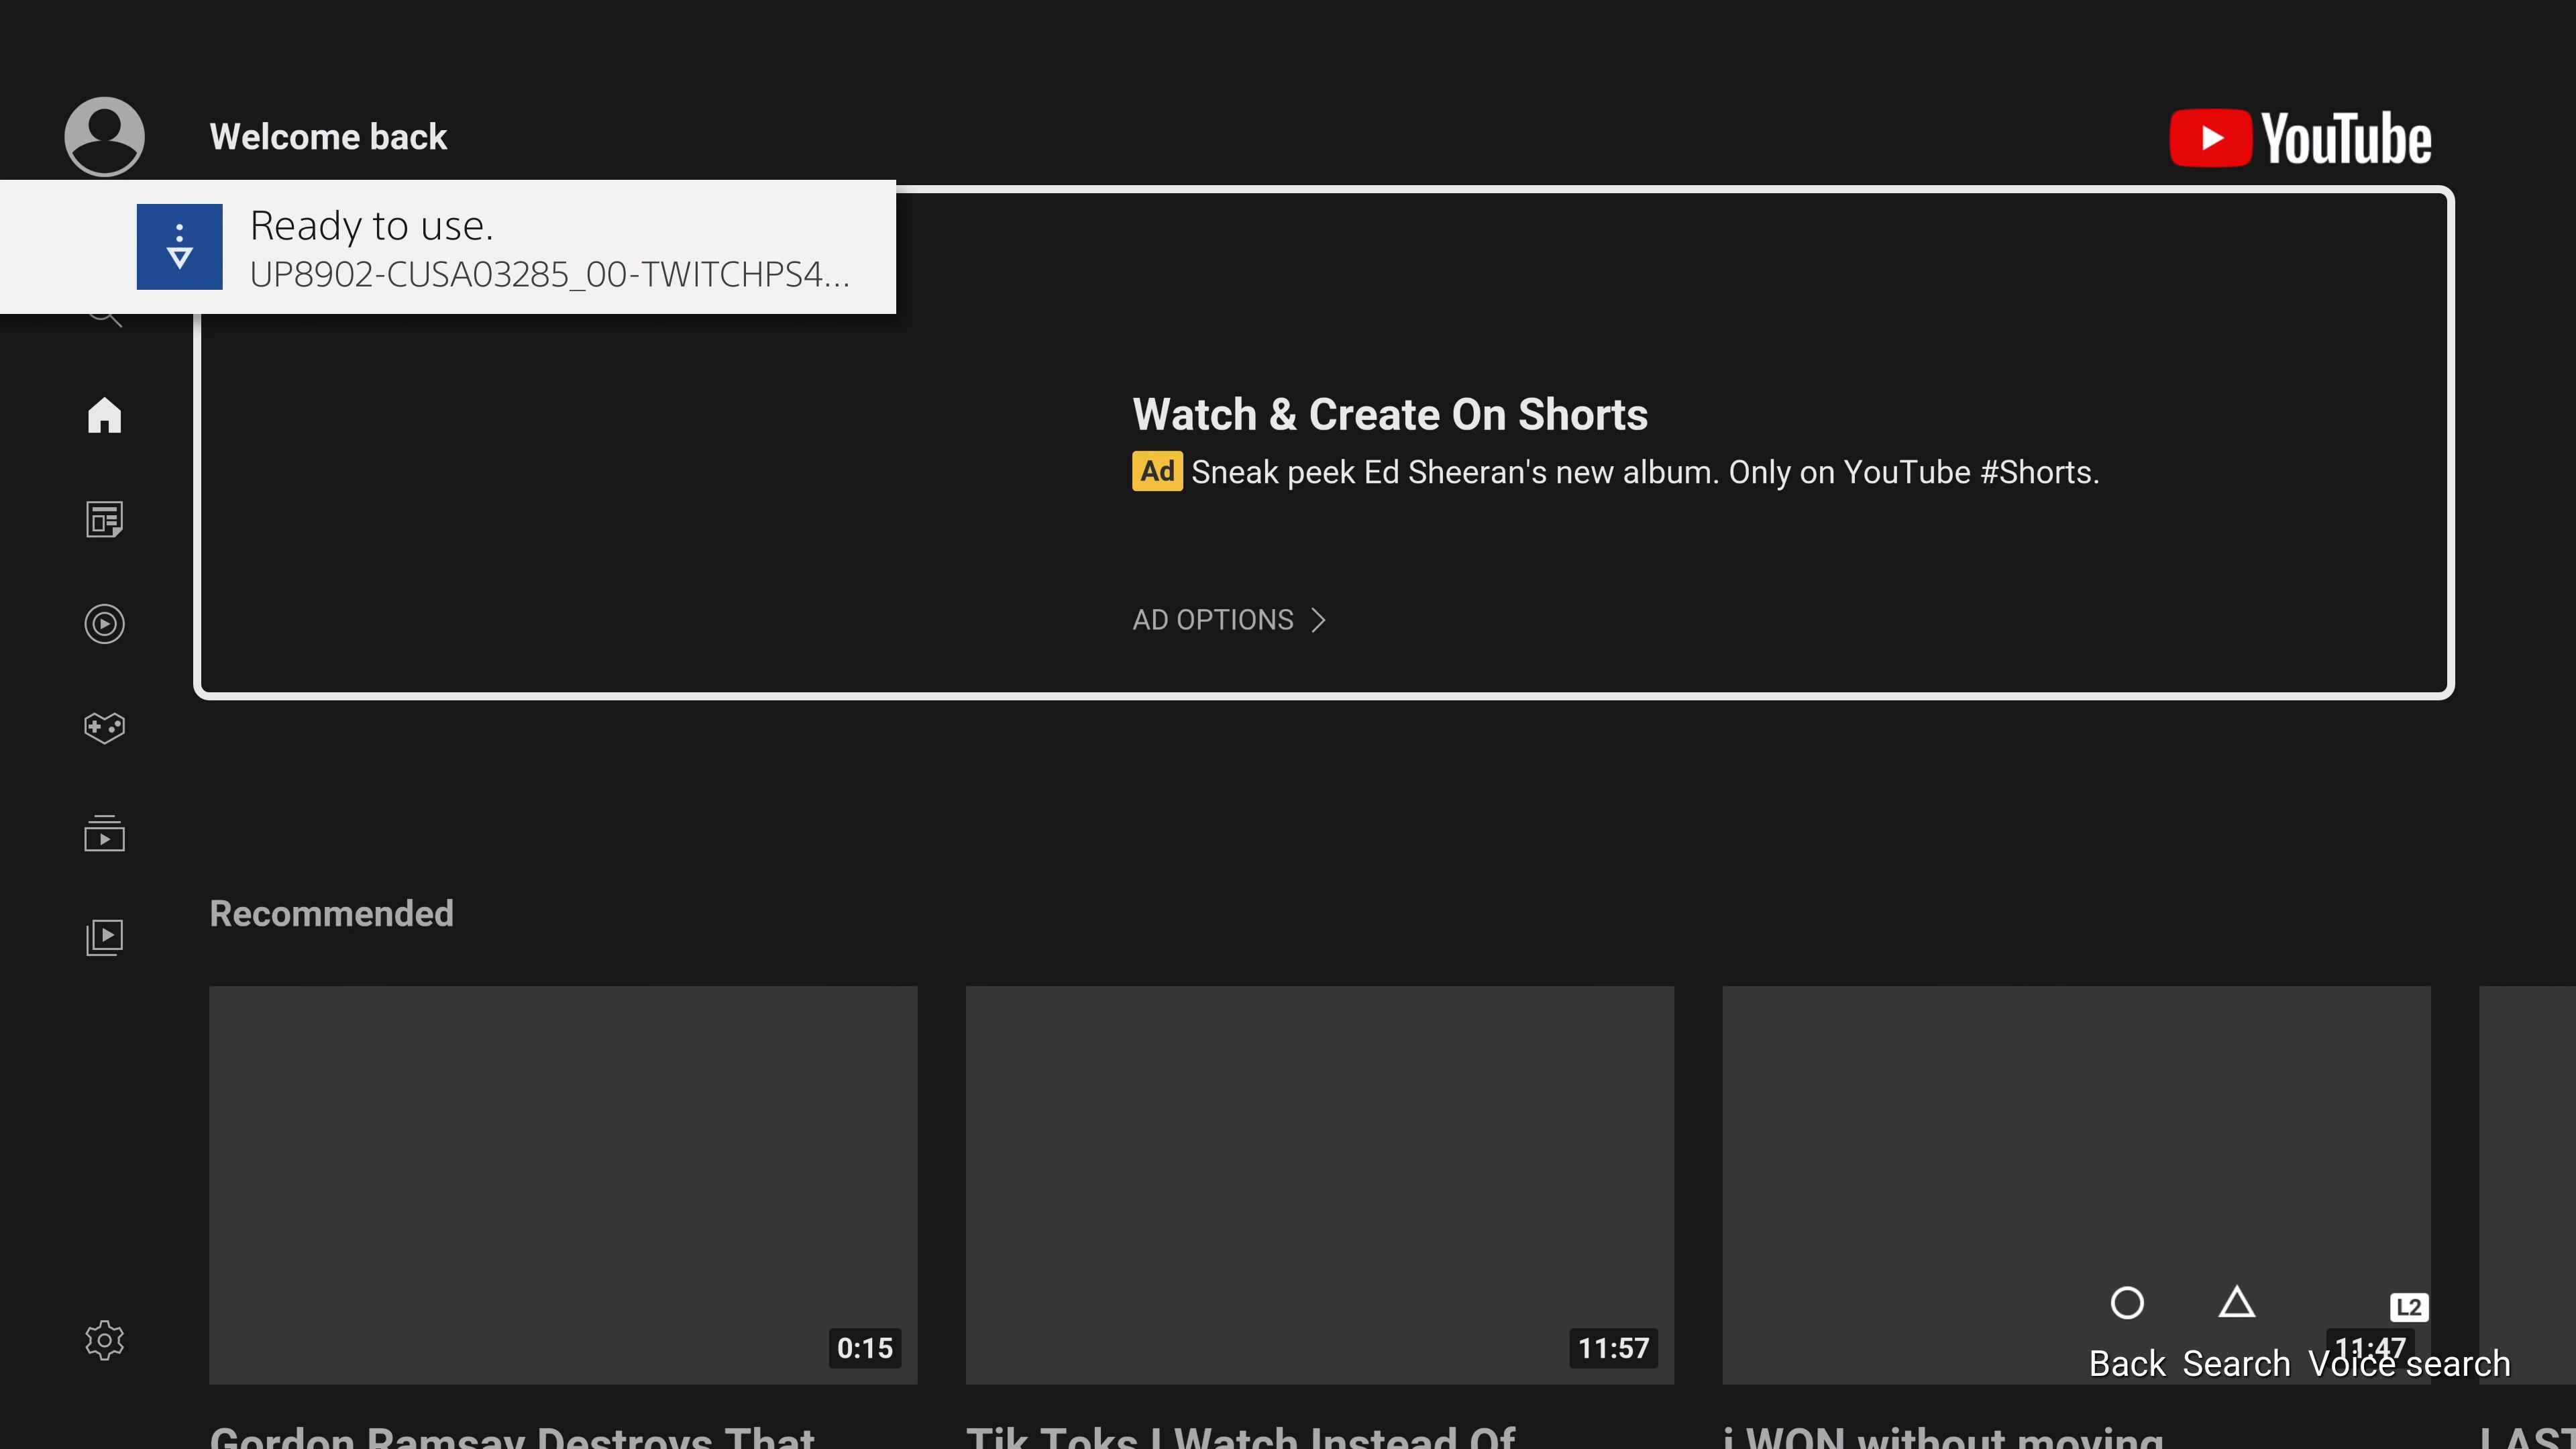 Welcome back
YouTube
Ready to use.
UP8902-CUSA03285_00-TWITCHPS4...
Watch & Create On Shorts
Ad Sneak peek Ed Sheeran's new album. Only on YouTube #Shorts.
AD OPTIONS
Recommended
0:15
11:57
11:47
L2
Back Search Voice search
Gordon Ramsay Destroys That
Tik Toks I Watch Instead Of
i WON without moving